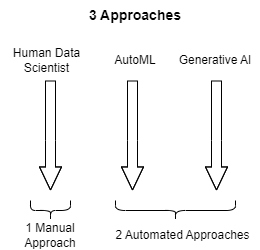 3 Approaches
Human Data
Scientist
AutoML
Generative AI
1 Manual
Approach
2 Automated Approaches